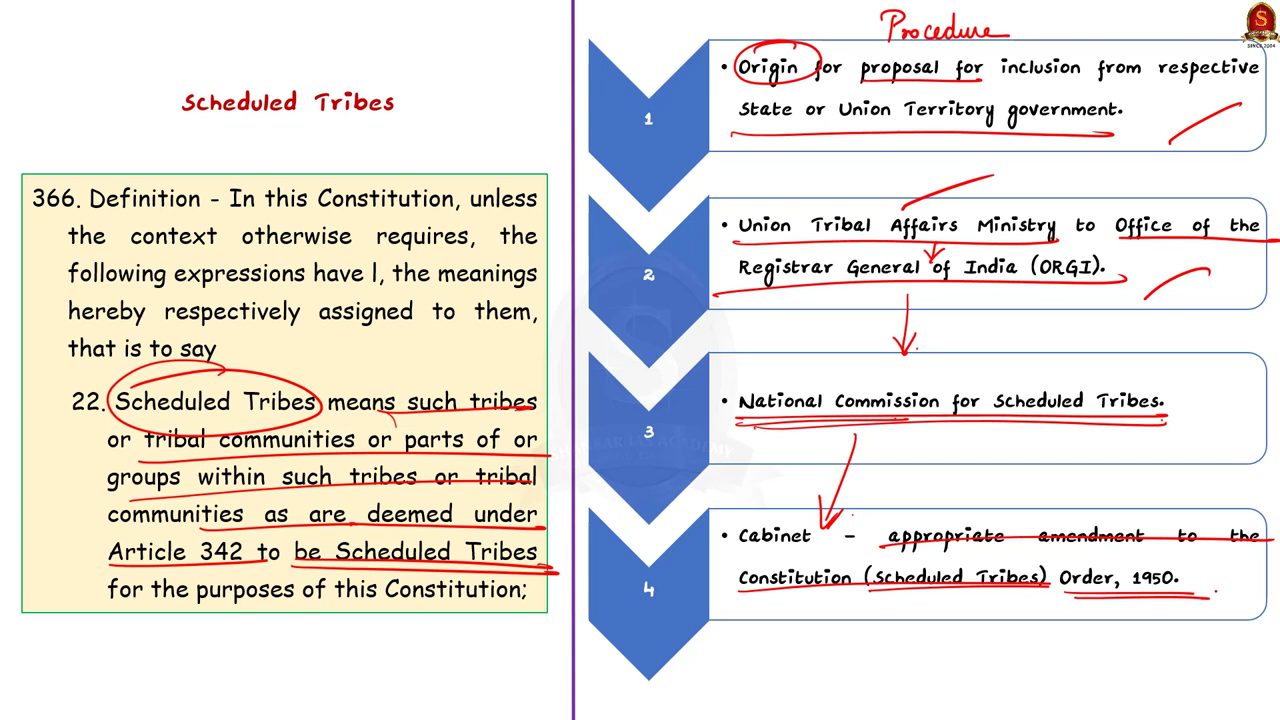 Scheduled Tribes
366. Definition - In this Constitution, unless
the context otherwise requires, the
following expressions have l, the meanings
hereby respectively assigned to them,
that is to say
22. Scheduled Tribes means such tribes
or tribal communities or parts of or
groups within such tribes or tribal
communities as are deemed under
Article 342 to be Scheduled Tribes
for the purposes of this Constitution;
Procedure
1
• Origin for proposal for inclusion from respective
State or Union Territory government.
2
• Union Tribal Affairs Ministry to Office of the
Registrar General of India (ORGI).
3
• National Commission for Scheduled Tribes.
4
• Cabinet - appropriate amendment to the
Constitution (Scheduled Tribes) Order, 1950.
S
SINCE 2004